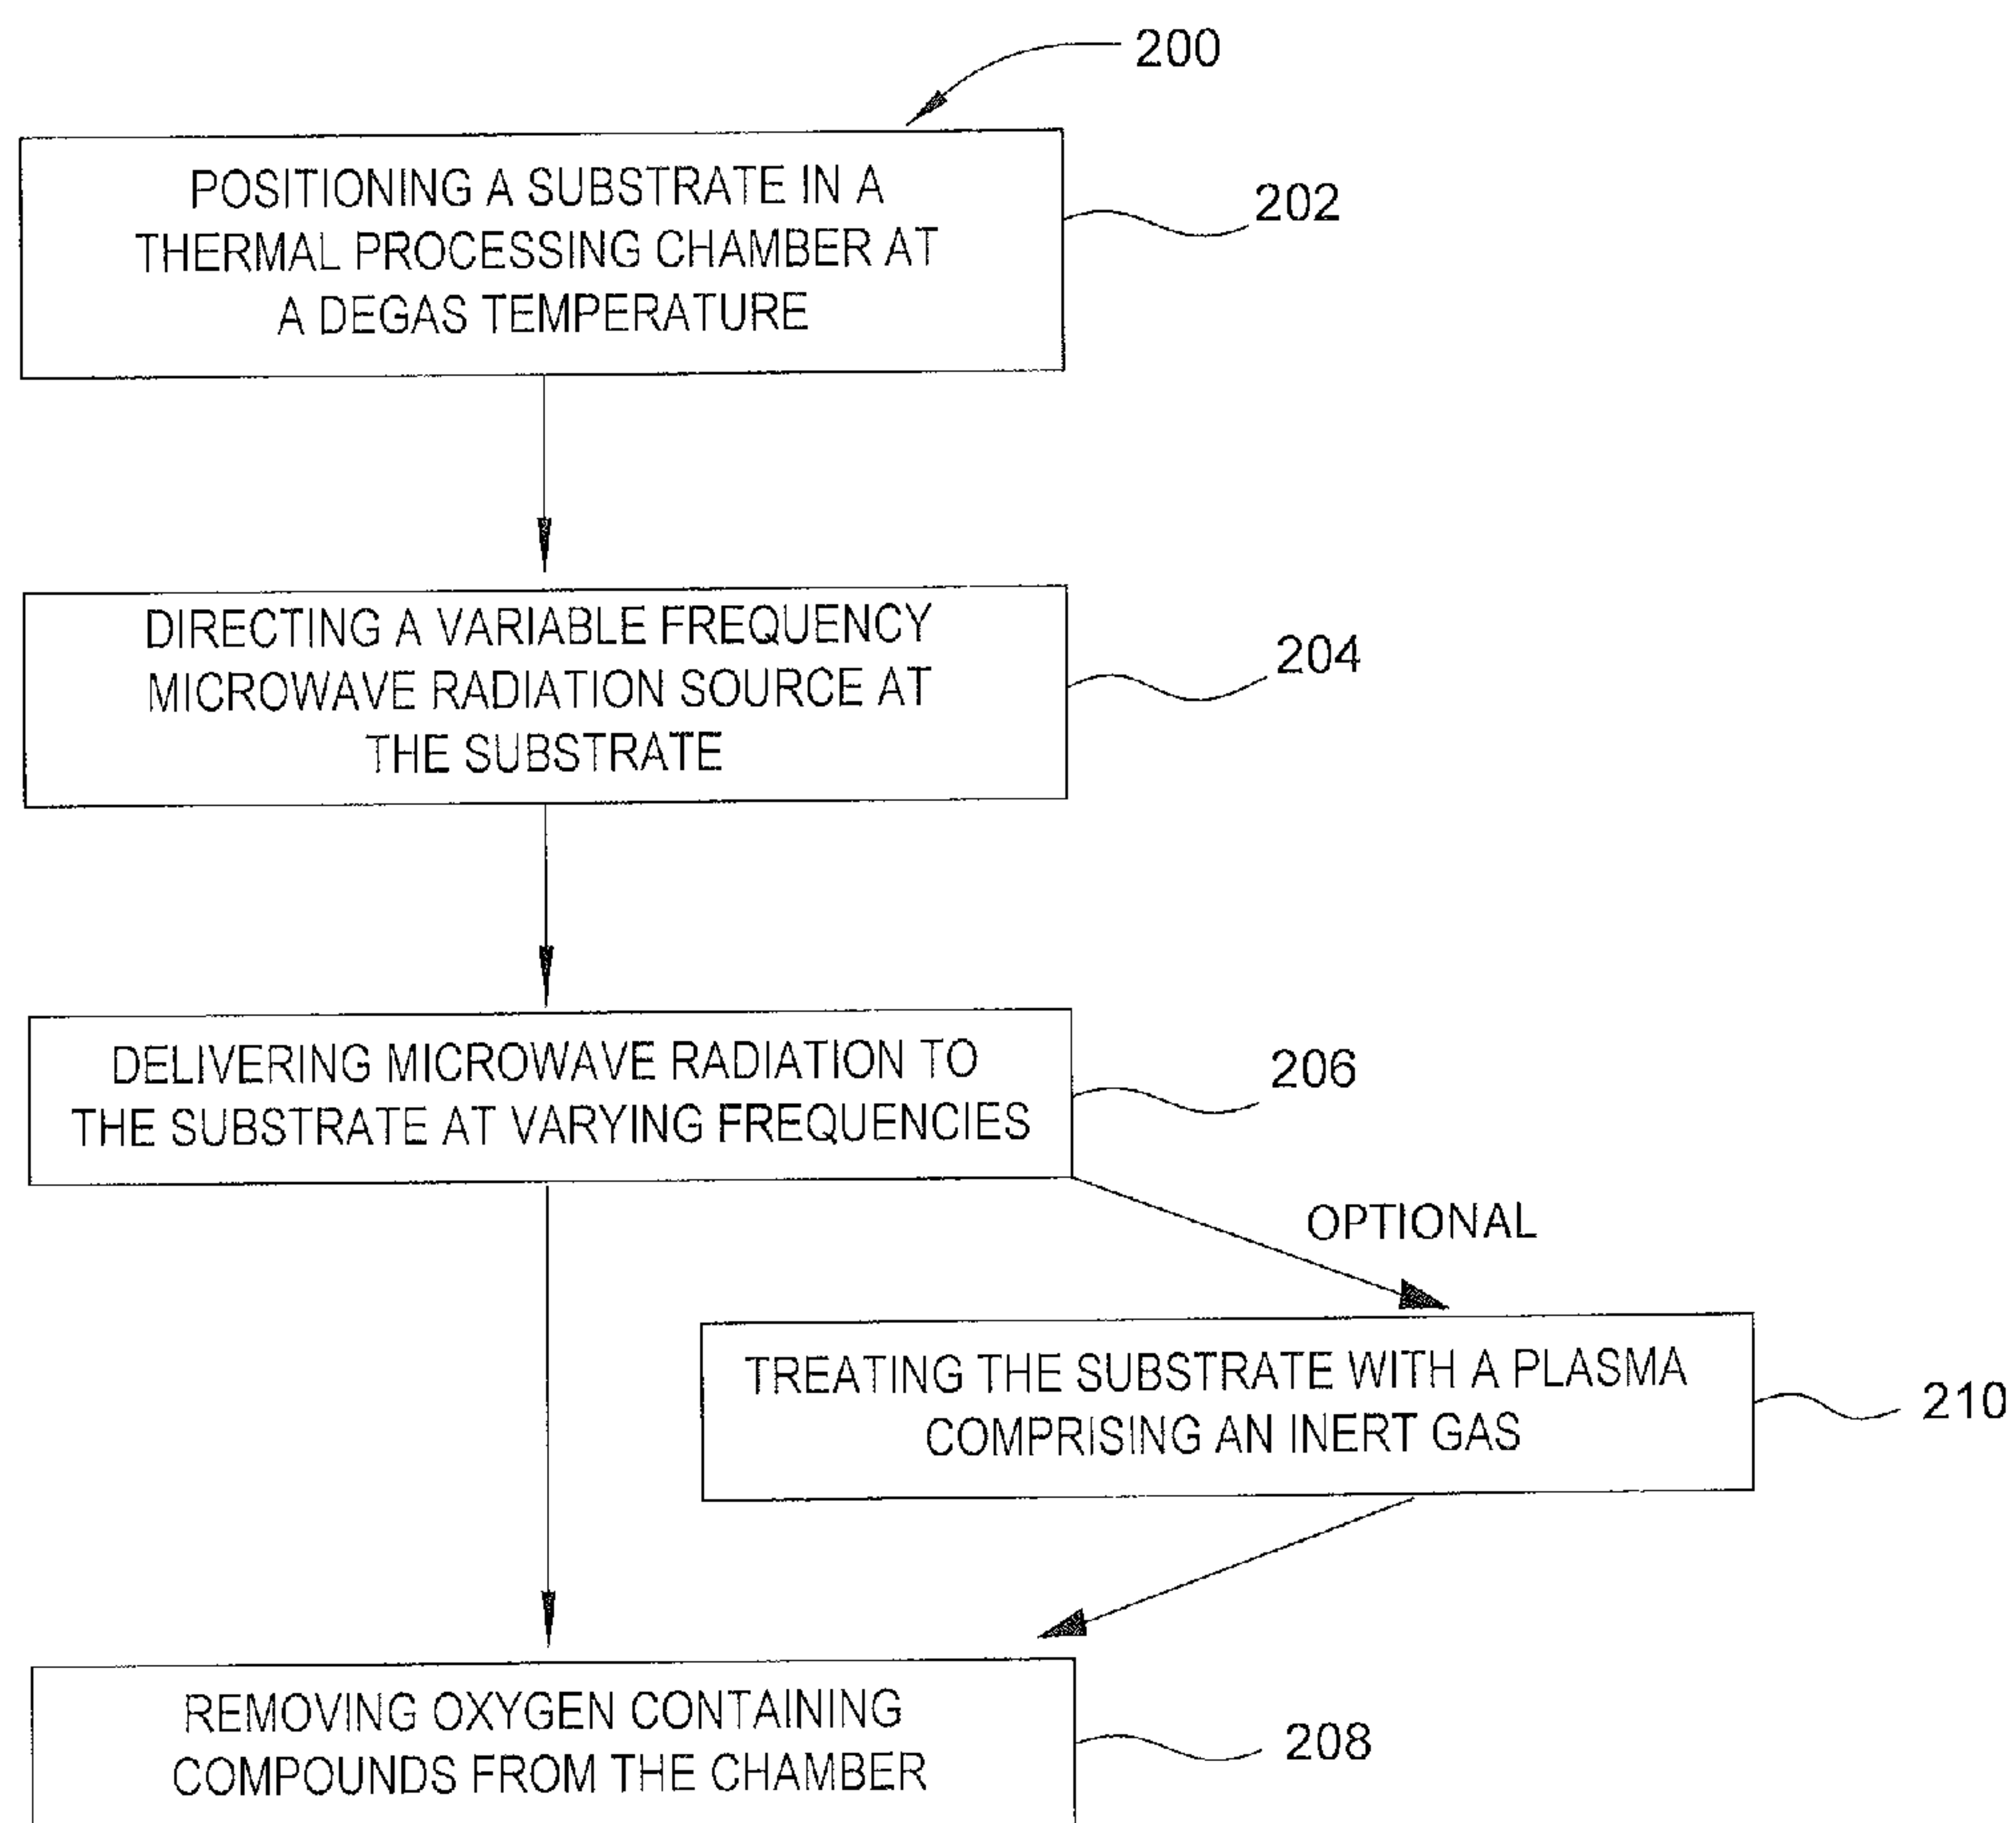 200
POSITIONING A SUBSTRATE IN A
THERMAL PROCESSING CHAMBER AT
A DEGAS TEMPERATURE
202
DIRECTING A VARIABLE FREQUENCY
MICROWAVE RADIATION SOURCE AT
THE SUBSTRATE
204
DELIVERING MICROWAVE RADIATION TO
THE SUBSTRATE AT VARYING FREQUENCIES
206
OPTIONAL
TREATING THE SUBSTRATE WITH A PLASMA
COMPRISING AN INERT GAS
210
REMOVING OXYGEN CONTAINING
COMPOUNDS FROM THE CHAMBER
208